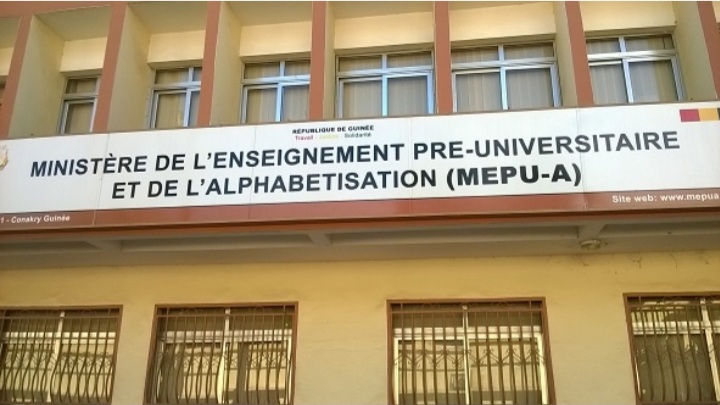 RÉPUBLIQUE DE GUINÉE
Travail Justice Solidarité
MINISTÈRE DE L'ENSEIGNEMENT PRE-UNIVERSITAIRE
ET DE L'ALPHABETISATION (MEPU-A)
1 - Conakry Guinée
Site web: www.mepua